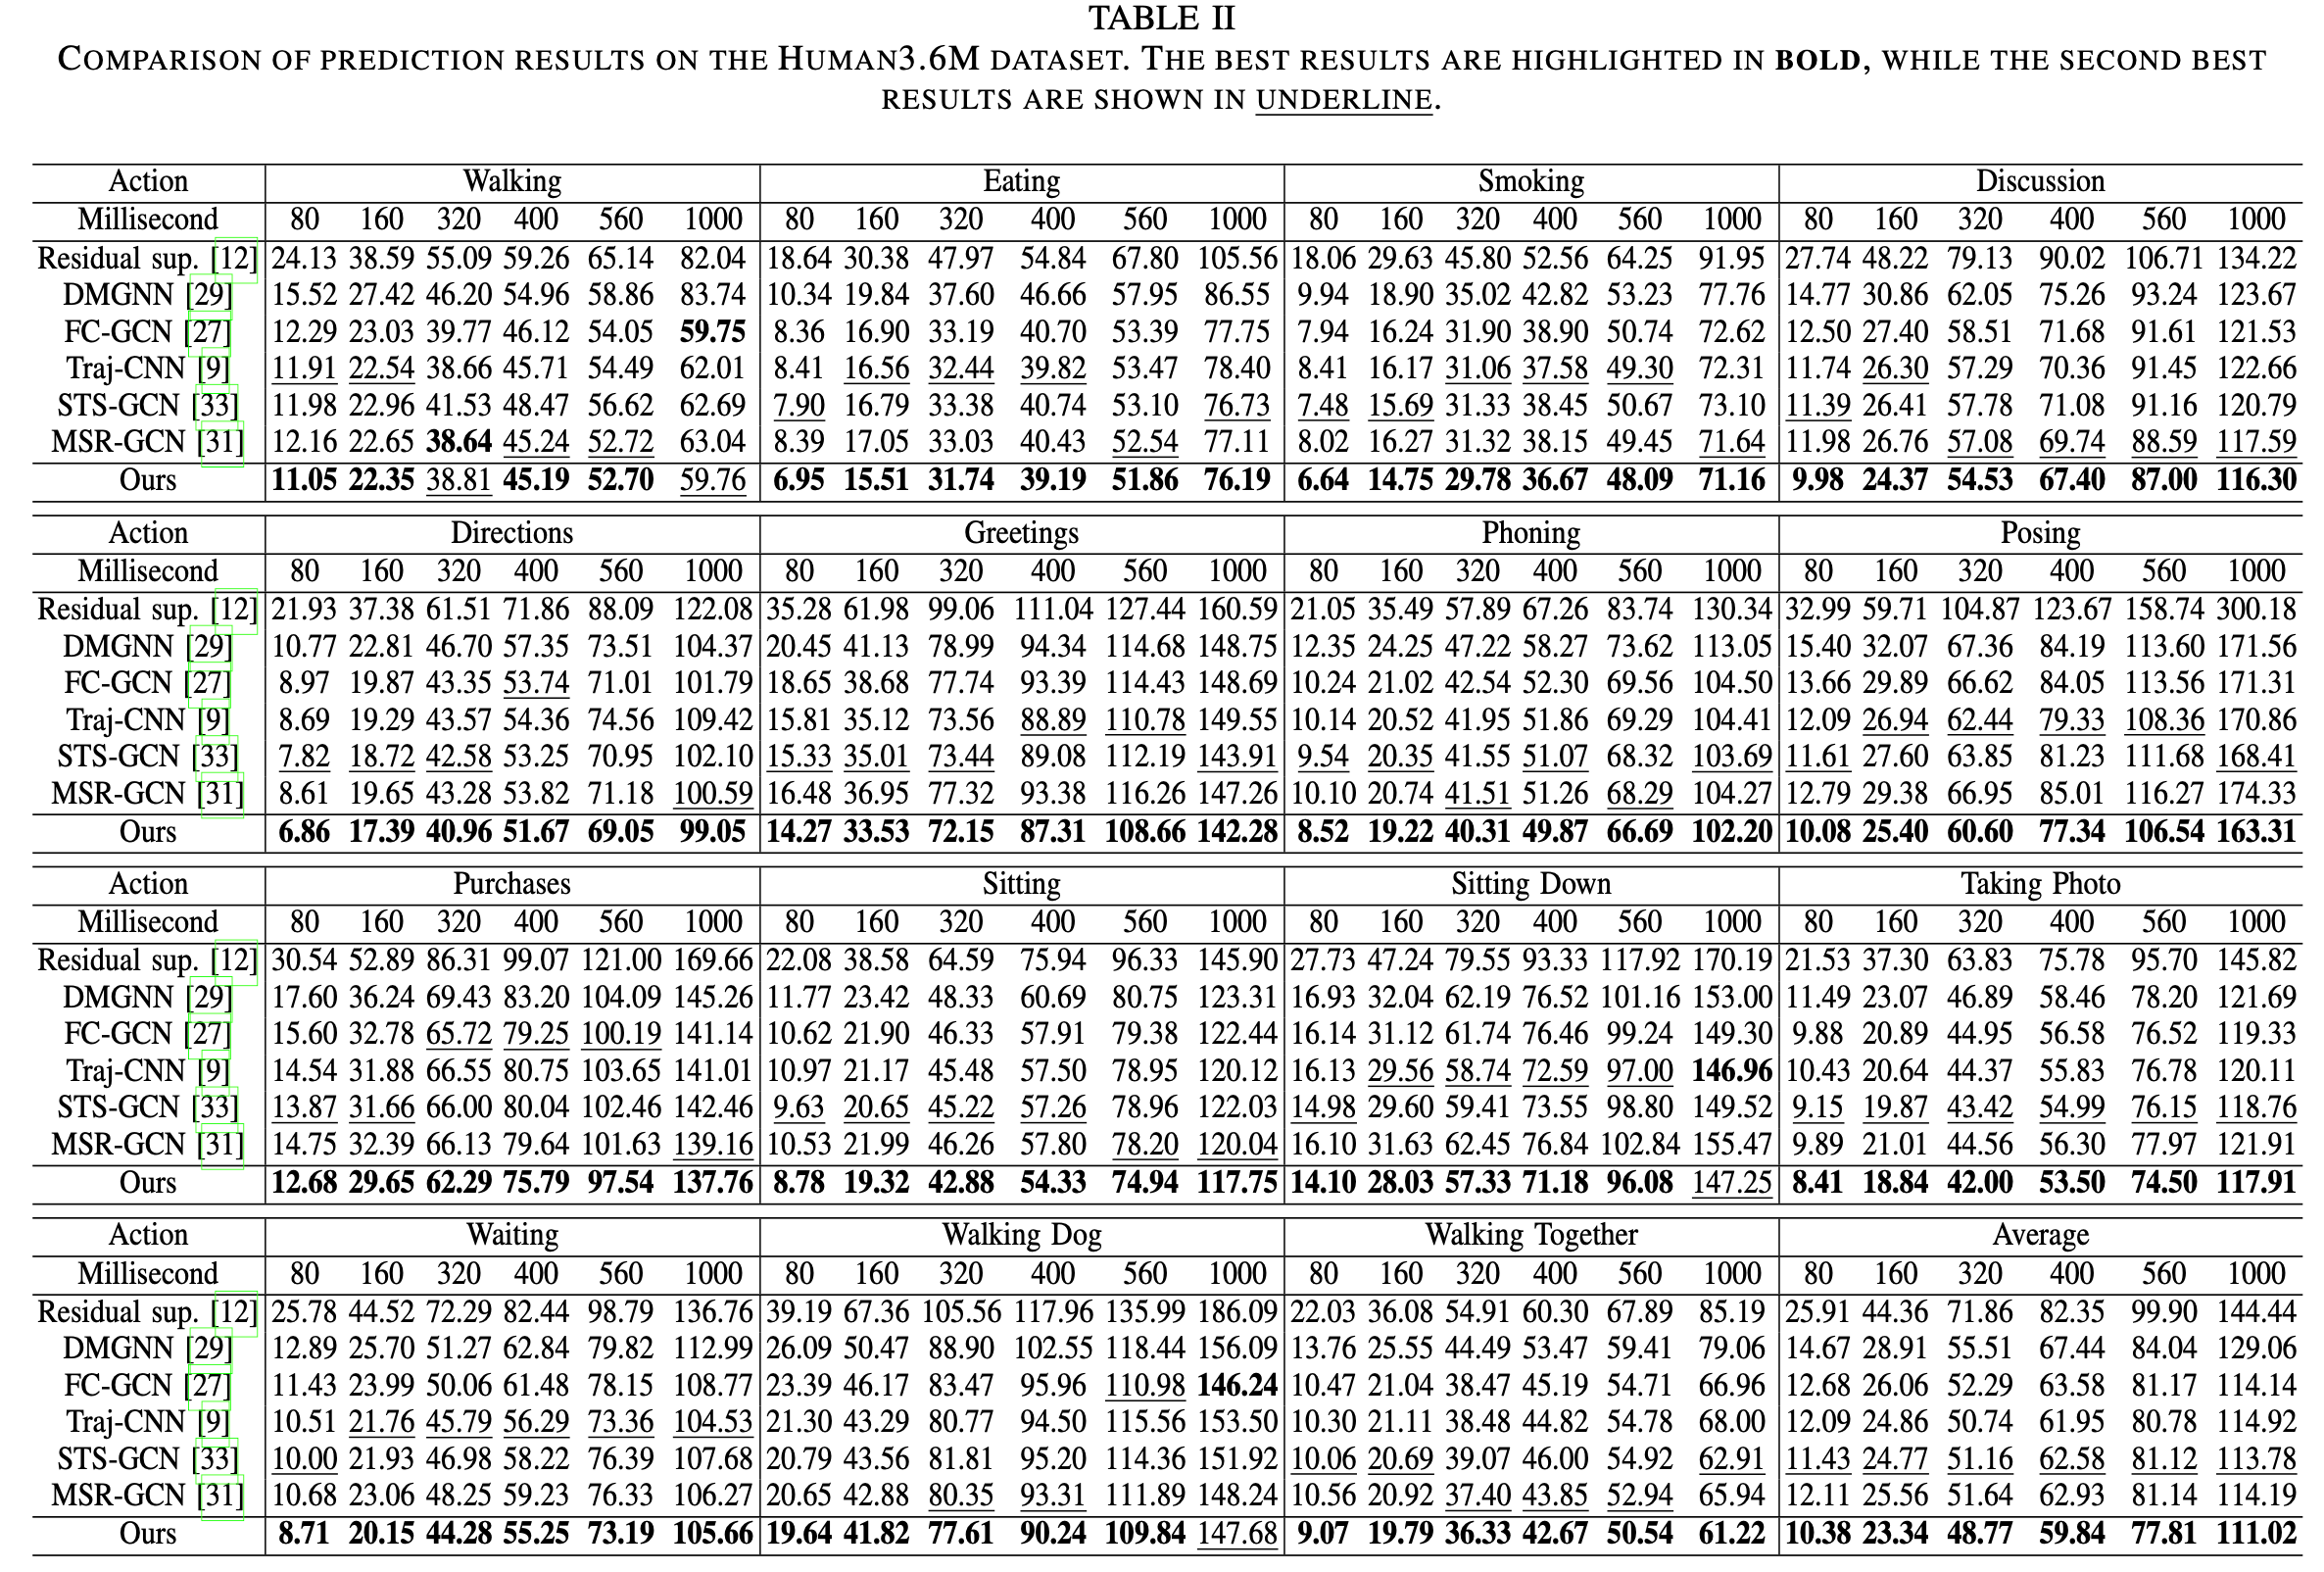 TABLE II
COMPARISON OF PREDICTION RESULTS ON THE HUMAN3.6M DATASET. THE BEST RESULTS ARE HIGHLIGHTED IN BOLD, WHILE THE SECOND BEST
RESULTS ARE SHOWN IN UNDERLINE.
Action Walking Eating Smoking Discussion
Millisecond 80 160 320 400 560 1000 80 160 320 400 560 1000 80 160 320 400 560 1000 80 160 320 400 560 1000
Residual sup. [12] 24.13 38.59 55.09 59.26 65.14 82.04 18.64 30.38 47.97 54.84 67.80 105.56 18.06 29.63 45.80 52.56 64.25 91.95 27.74 48.22 79.13 90.02 106.71 134.22
DMGNN [29] 15.52 27.42 46.20 54.96 58.86 83.74 10.34 19.84 37.60 46.66 57.95 86.55 9.94 18.90 35.02 42.82 53.23 77.76 14.77 30.86 62.05 75.26 93.24 123.67
FC-GCN [27] 12.29 23.03 39.77 46.12 54.05 59.75 8.36 16.90 33.19 40.70 53.39 77.75 7.94 16.24 31.90 38.90 50.74 72.62 12.50 27.40 58.51 71.68 91.61 121.53
Traj-CNN [9] 11.91 22.54 38.66 45.71 54.49 62.01 8.41 16.56 32.44 39.82 53.47 78.40 8.41 16.17 31.06 37.58 49.30 72.31 11.74 26.30 57.29 70.36 91.45 122.66
STS-GCN [33] 11.98 22.96 41.53 48.47 56.62 62.69 7.90 16.79 33.38 40.74 53.10 76.73 7.48 15.69 31.33 38.45 50.67 73.10 11.39 26.41 57.78 71.08 91.16 120.79
MSR-GCN [31] 12.16 22.65 38.64 45.24 52.72 63.04 8.39 17.05 33.03 40.43 52.54 77.11 8.02 16.27 31.32 38.15 49.45 71.64 11.98 26.76 57.08 69.74 88.59 117.59
Ours 11.05 22.35 38.81 45.19 52.70 59.76 6.95 15.51 31.74 39.19 51.86 76.19 6.64 14.75 29.78 36.67 48.09 71.16 9.98 24.37 54.53 67.40 87.00 116.30
Action Directions Greetings Phoning Posing
Millisecond 80 160 320 400 560 1000 80 160 320 400 560 1000 80 160 320 400 560 1000 80 160 320 400 560 1000
Residual sup. [12] 21.93 37.38 61.51 71.86 88.09 122.08 35.28 61.98 99.06 111.04 127.44 160.59 21.05 35.49 57.89 67.26 83.74 130.34 32.99 59.71 104.87 123.67 158.74 300.18
DMGNN [29] 10.77 22.81 46.70 57.35 73.51 104.37 20.45 41.13 78.99 94.34 114.68 148.75 12.35 24.25 47.22 58.27 73.62 113.05 15.40 32.07 67.36 84.19 113.60 171.56
FC-GCN [27] 8.97 19.87 43.35 53.74 71.01 101.79 18.65 38.68 77.74 93.39 114.43 148.69 10.24 21.02 42.54 52.30 69.56 104.50 13.66 29.89 66.62 84.05 113.56 171.31
Traj-CNN [9] 8.69 19.29 43.57 54.36 74.56 109.42 15.81 35.12 73.56 88.89 110.78 149.55 10.14 20.52 41.95 51.86 69.29 104.41 12.09 26.94 62.44 79.33 108.36 170.86
STS-GCN [33] 7.82 18.72 42.58 53.25 70.95 102.10 15.33 35.01 73.44 89.08 112.19 143.91 9.54 20.35 41.55 51.07 68.32 103.69 11.61 27.60 63.85 81.23 111.68 168.41
MSR-GCN [31] 8.61 19.65 43.28 53.82 71.18 100.59 16.48 36.95 77.32 93.38 116.26 147.26 10.10 20.74 41.51 51.26 68.29 104.27 12.79 29.38 66.95 85.01 116.27 174.33
Ours 6.86 17.39 40.96 51.67 69.05 99.05 14.27 33.53 72.15 87.31 108.66 142.28 8.52 19.22 40.31 49.87 66.69 102.20 10.08 25.40 60.60 77.34 106.54 163.31
Action Purchases Sitting Sitting Down Taking Photo
Millisecond 80 160 320 400 560 1000 80 160 320 400 560 1000 80 160 320 400 560 1000 80 160 320 400 560 1000
Residual sup. [12] 30.54 52.89 86.31 99.07 121.00 169.66 22.08 38.58 64.59 75.94 96.33 145.90 27.73 47.24 79.55 93.33 117.92 170.19 21.53 37.30 63.83 75.78 95.70 145.82
DMGNN [29] 17.60 36.24 69.43 83.20 104.09 145.26 11.77 23.42 48.33 60.69 80.75 123.31 16.93 32.04 62.19 76.52 101.16 153.00 11.49 23.07 46.89 58.46 78.20 121.69
FC-GCN [27] 15.60 32.78 65.72 79.25 100.19 141.14 10.62 21.90 46.33 57.91 79.38 122.44 16.14 31.12 61.74 76.46 99.24 149.30 9.88 20.89 44.95 56.58 76.52 119.33
Traj-CNN [9] 14.54 31.88 66.55 80.75 103.65 141.01 10.97 21.17 45.48 57.50 78.95 120.12 16.13 29.56 58.74 72.59 97.00 146.96 10.43 20.64 44.37 55.83 76.78 120.11
STS-GCN [33] 13.87 31.66 66.00 80.04 102.46 142.46 9.63 20.65 45.22 57.26 78.96 122.03 14.98 29.60 59.41 73.55 98.80 149.52 9.15 19.87 43.42 54.99 76.15 118.76
MSR-GCN [31] 14.75 32.39 66.13 79.64 101.63 139.16 10.53 21.99 46.26 57.80 78.20 120.04 16.10 31.63 62.45 76.84 102.84 155.47 9.89 21.01 44.56 56.30 77.97 121.91
Ours 12.68 29.65 62.29 75.79 97.54 137.76 8.78 19.32 42.88 54.33 74.94 117.75 14.10 28.03 57.33 71.18 96.08 147.25 8.41 18.84 42.00 53.50 74.50 117.91
Action Waiting Walking Dog Walking Together Average
Millisecond 80 160 320 400 560 1000 80 160 320 400 560 1000 80 160 320 400 560 1000 80 160 320 400 560 1000
Residual sup. [12] 25.78 44.52 72.29 82.44 98.79 136.76 39.19 67.36 105.56 117.96 135.99 186.09 22.03 36.08 54.91 60.30 67.89 85.19 25.91 44.36 71.86 82.35 99.90 144.44
DMGNN [29] 12.89 25.70 51.27 62.84 79.82 112.99 26.09 50.47 88.90 102.55 118.44 156.09 13.76 25.55 44.49 53.47 59.41 79.06 14.67 28.91 55.51 67.44 84.04 129.06
FC-GCN [27] 11.43 23.99 50.06 61.48 78.15 108.77 23.39 46.17 83.47 95.96 110.98 146.24 10.47 21.04 38.47 45.19 54.71 66.96 12.68 26.06 52.29 63.58 81.17 114.14
Traj-CNN [9] 10.51 21.76 45.79 56.29 73.36 104.53 21.30 43.29 80.77 94.50 115.56 153.50 10.30 21.11 38.48 44.82 54.78 68.00 12.09 24.86 50.74 61.95 80.78 114.92
STS-GCN [33] 10.00 21.93 46.98 58.22 76.39 107.68 20.79 43.56 81.81 95.20 114.36 151.92 10.06 20.69 39.07 46.00 54.92 62.91 11.43 24.77 51.16 62.58 81.12 113.78
MSR-GCN [31] 10.68 23.06 48.25 59.23 76.33 106.27 20.65 42.88 80.35 93.31 111.89 148.24 10.56 20.92 37.40 43.85 52.94 65.94 12.11 25.56 51.64 62.93 81.14 114.19
Ours 8.71 20.15 44.28 55.25 73.19 105.66 19.64 41.82 77.61 90.24 109.84 147.68 9.07 19.79 36.33 42.67 50.54 61.22 10.38 23.34 48.77 59.84 77.81 111.02